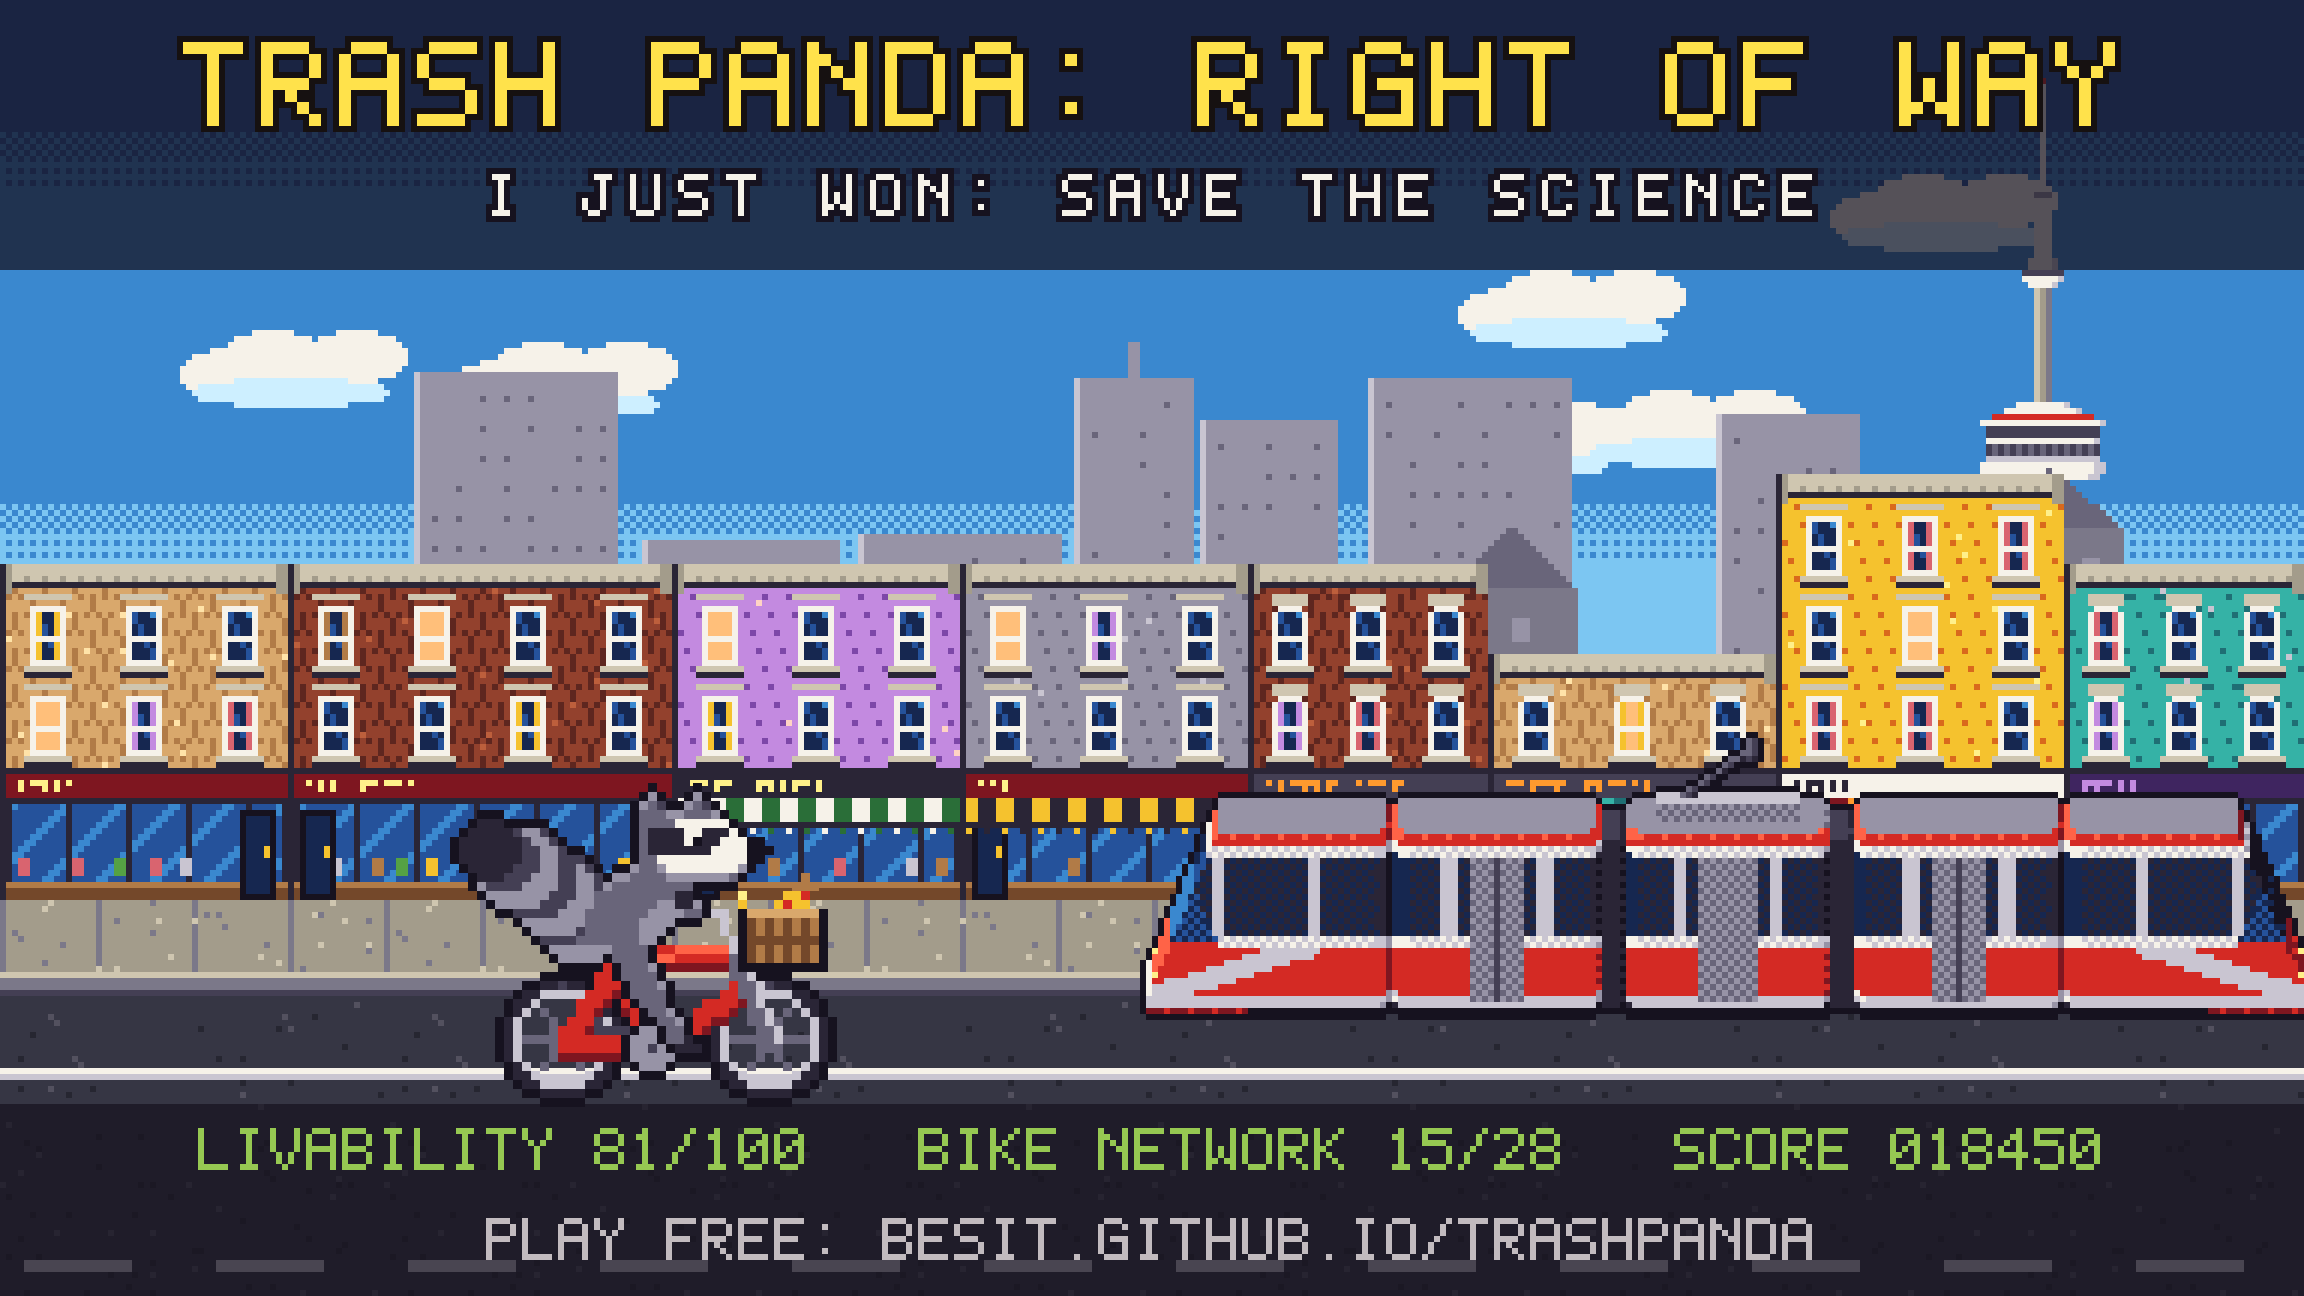 TRASH PANDA: RIGHT OF WAY
I JUST WON: SAVE THE SCIENCE
LIVABILITY 81/100 BIKE NETWORK 15/28 SCORE 018450
PLAY FREE: BESIT.GITHUB.IO/TRASHPANDA